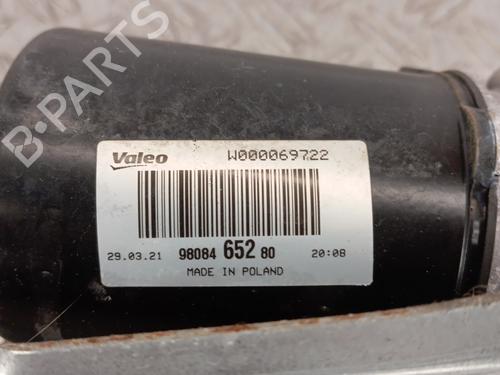 B-PARTS
Valeo W000069722
29.03.21 98084 652 80 20:08
MADE IN POLAND